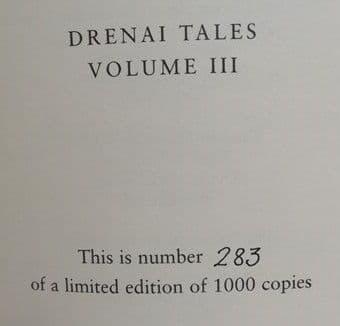 DRENAI TALES
VOLUME III
This is number 283
of a limited edition of 1000 copies